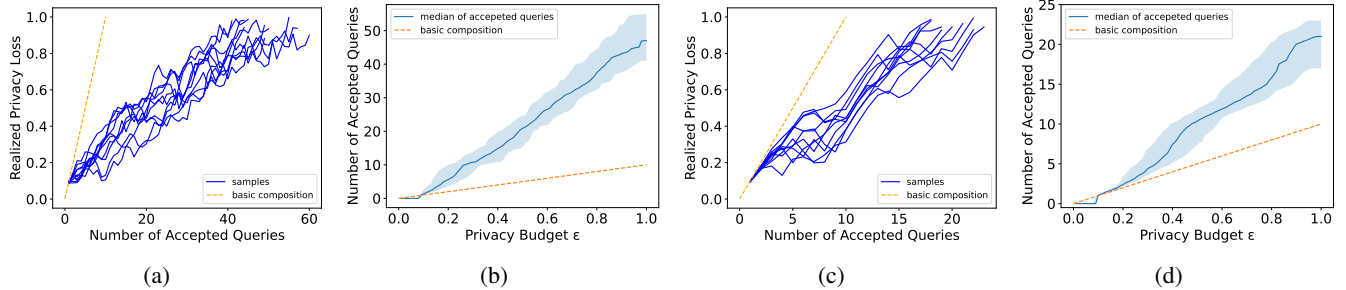 Realized Privacy Loss
1.0
0.8
0.6
0.4
0.2
0.0
samples
basic composition
0
20
40
60
Number of Accepted Queries
(a)
Number of Accepted Queries
50
40
30
20
10
0
median of accepeted queries
basic composition
0.0
0.2
0.4
0.6
0.8
1.0
Privacy Budget ε
(b)
Realized Privacy Loss
1.0
0.8
0.6
0.4
0.2
0.0
samples
basic composition
0
5
10
15
20
Number of Accepted Queries
(c)
Number of Accepted Queries
25
20
15
10
5
0
median of accepeted queries
basic composition
0.0
0.2
0.4
0.6
0.8
1.0
Privacy Budget ε
(d)